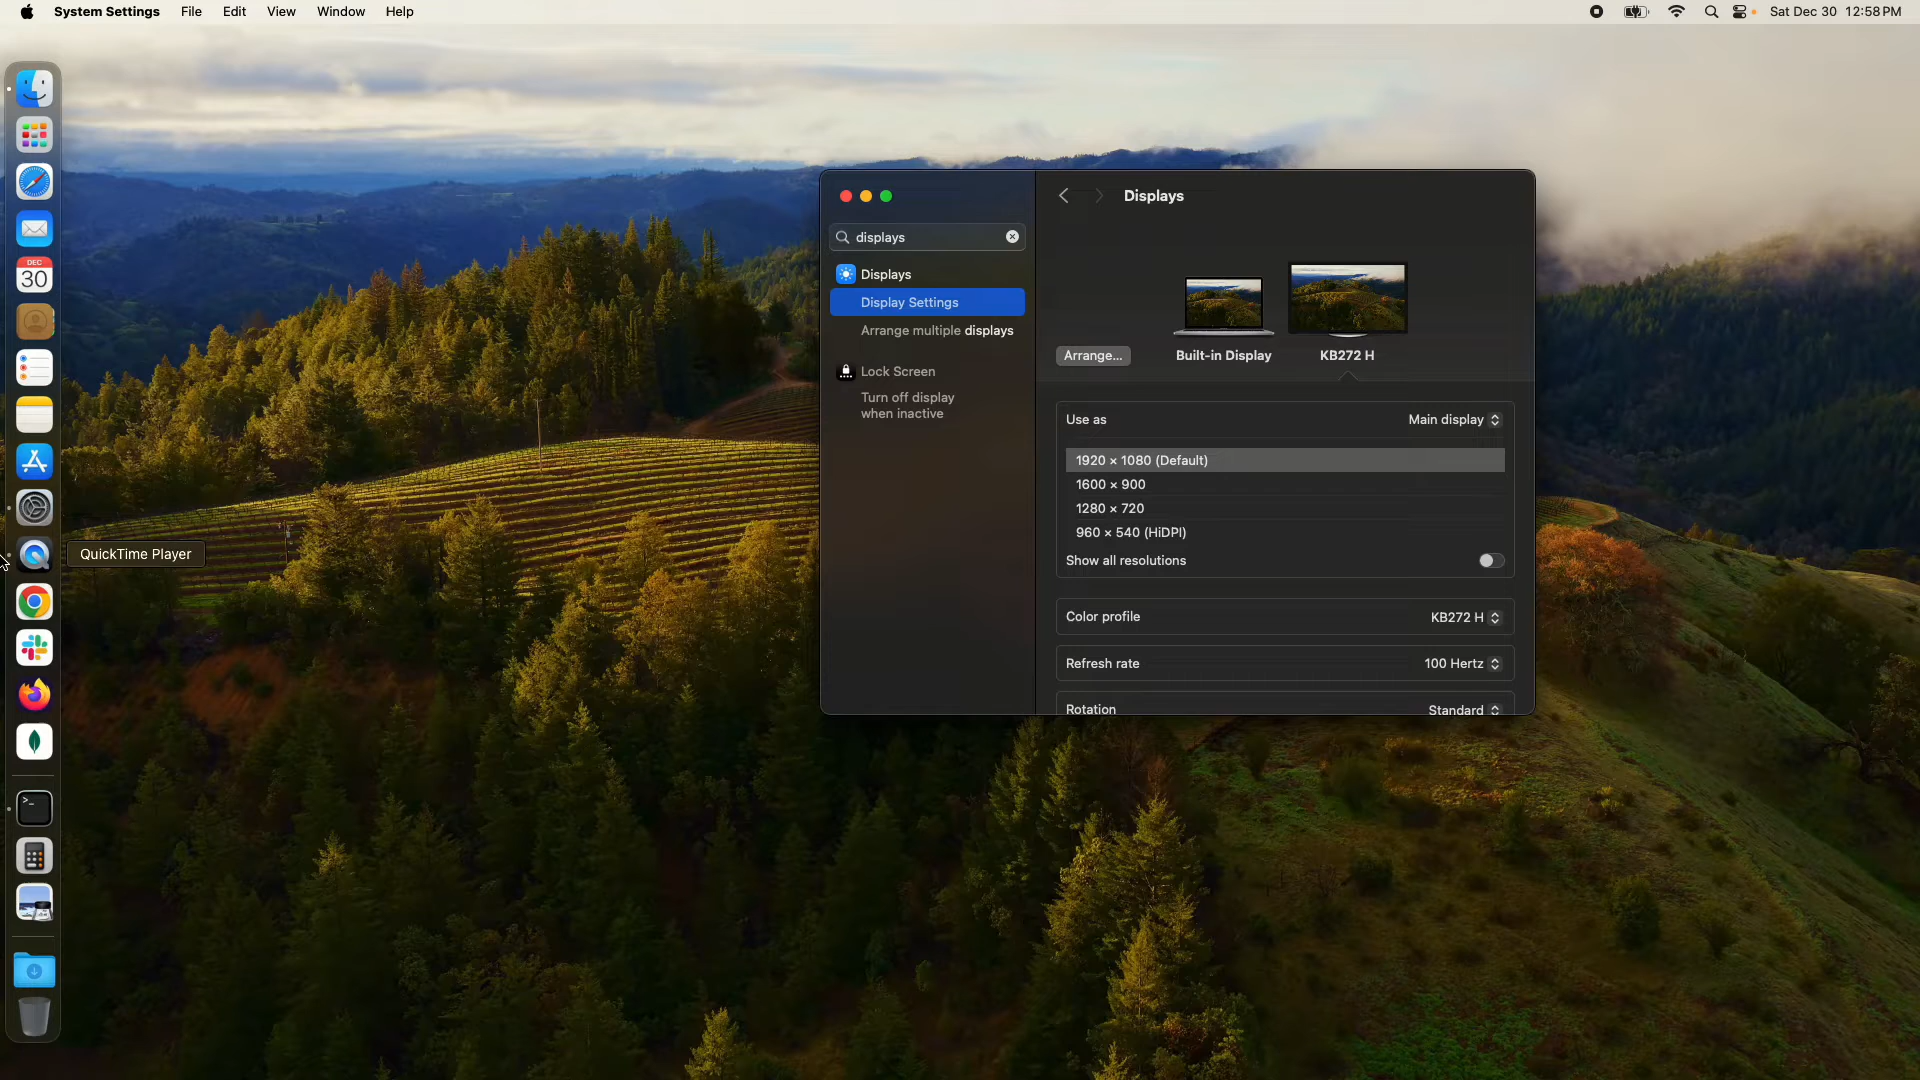 System Settings File Edit View Window Help Sat Dec 30 12:58 PM
DEC
30
QuickTime Player
displays
Displays
Display Settings
Arrange multiple displays
Lock Screen
Turn off display
when inactive
Displays
Arrange... Built-in Display KB272 H
Use as Main display
1920 × 1080 (Default)
1600 × 900
1280 × 720
960 × 540 (HiDPI)
Show all resolutions
Color profile KB272 H
Refresh rate 100 Hertz
Rotation Standard